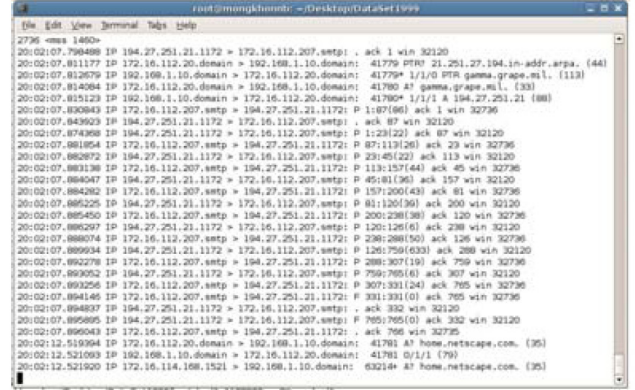 root@mongkhonnb: ~/Desktop/DataSet1999
File Edit View Terminal Tabs Help
2736 <mss 1460>
20:02:07.798488 IP 194.27.251.21.1172 > 172.16.112.207.smtp: . ack 1 win 32120
20:02:07.811177 IP 172.16.112.20.domain > 192.168.1.10.domain: 41779 PTR? 21.251.27.194.in-addr.arpa. (44)
20:02:07.812679 IP 192.168.1.10.domain > 172.16.112.20.domain: 41779* 1/1/0 PTR gamma.grape.mil. (113)
20:02:07.814084 IP 172.16.112.20.domain > 192.168.1.10.domain: 41780 A? gamma.grape.mil. (33)
20:02:07.815123 IP 192.168.1.10.domain > 172.16.112.20.domain: 41780* 1/1/1 A 194.27.251.21 (88)
20:02:07.830843 IP 172.16.112.207.smtp > 194.27.251.21.1172: P 1:87(86) ack 1 win 32736
20:02:07.843923 IP 194.27.251.21.1172 > 172.16.112.207.smtp: . ack 87 win 32120
20:02:07.874368 IP 194.27.251.21.1172 > 172.16.112.207.smtp: P 1:23(22) ack 87 win 32120
20:02:07.881854 IP 172.16.112.207.smtp > 194.27.251.21.1172: P 87:113(26) ack 23 win 32736
20:02:07.882872 IP 194.27.251.21.1172 > 172.16.112.207.smtp: P 23:45(22) ack 113 win 32120
20:02:07.883138 IP 172.16.112.207.smtp > 194.27.251.21.1172: P 113:157(44) ack 45 win 32736
20:02:07.884047 IP 194.27.251.21.1172 > 172.16.112.207.smtp: P 45:81(36) ack 157 win 32120
20:02:07.884282 IP 172.16.112.207.smtp > 194.27.251.21.1172: P 157:200(43) ack 81 win 32736
20:02:07.885225 IP 194.27.251.21.1172 > 172.16.112.207.smtp: P 81:120(39) ack 200 win 32120
20:02:07.885450 IP 172.16.112.207.smtp > 194.27.251.21.1172: P 200:238(38) ack 120 win 32736
20:02:07.886297 IP 194.27.251.21.1172 > 172.16.112.207.smtp: P 120:126(6) ack 238 win 32120
20:02:07.888074 IP 172.16.112.207.smtp > 194.27.251.21.1172: P 238:288(50) ack 126 win 32736
20:02:07.889934 IP 194.27.251.21.1172 > 172.16.112.207.smtp: P 126:759(633) ack 288 win 32120
20:02:07.892278 IP 172.16.112.207.smtp > 194.27.251.21.1172: P 288:307(19) ack 759 win 32736
20:02:07.893052 IP 194.27.251.21.1172 > 172.16.112.207.smtp: P 759:765(6) ack 307 win 32120
20:02:07.893256 IP 172.16.112.207.smtp > 194.27.251.21.1172: P 307:331(24) ack 765 win 32736
20:02:07.894146 IP 172.16.112.207.smtp > 194.27.251.21.1172: F 331:331(0) ack 765 win 32736
20:02:07.894837 IP 194.27.251.21.1172 > 172.16.112.207.smtp: . ack 332 win 32120
20:02:07.895895 IP 194.27.251.21.1172 > 172.16.112.207.smtp: F 765:765(0) ack 332 win 32120
20:02:07.896043 IP 172.16.112.207.smtp > 194.27.251.21.1172: . ack 766 win 32735
20:02:12.519394 IP 172.16.112.20.domain > 192.168.1.10.domain: 41781 A? home.netscape.com. (35)
20:02:12.521093 IP 192.168.1.10.domain > 172.16.112.20.domain: 41781 0/1/1 (79)
20:02:12.521920 IP 172.16.114.168.1521 > 192.168.1.10.domain: 63214+ A? home.netscape.com. (35)